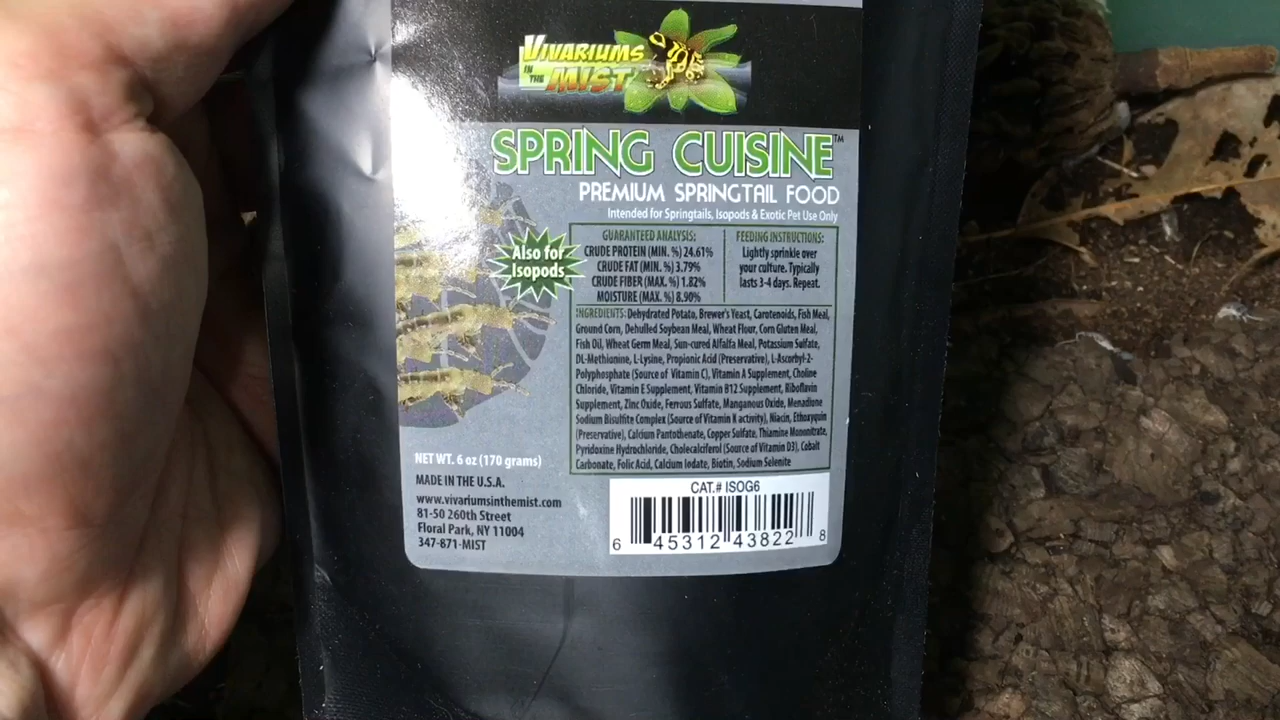 VIVARIUMS
IN THE MIST
SPRING CUISINE™
PREMIUM SPRINGTAIL FOOD
Intended for Springtails, Isopods & Exotic Pet Use Only
Also for
Isopods
GUARANTEED ANALYSIS:
CRUDE PROTEIN (MIN. %) 24.61%
CRUDE FAT (MIN. %) 3.79%
CRUDE FIBER (MAX. %) 1.82%
MOISTURE (MAX. %) 8.90%
FEEDING INSTRUCTIONS:
Lightly sprinkle over
your culture. Typically
lasts 3-4 days. Repeat.
INGREDIENTS: Dehydrated Potato, Brewer's Yeast, Carotenoids, Fish Meal,
Ground Corn, Dehulled Soybean Meal, Wheat Flour, Corn Gluten Meal,
Fish Oil, Wheat Germ Meal, Sun-cured Alfalfa Meal, Potassium Sulfate,
DL-Methionine, L-Lysine, Propionic Acid (Preservative), L-Ascorbyl-2-
Polyphosphate (Source of Vitamin C), Vitamin A Supplement, Choline
Chloride, Vitamin E Supplement, Vitamin B12 Supplement, Riboflavin
Supplement, Zinc Oxide, Ferrous Sulfate, Manganous Oxide, Menadione
Sodium Bisulfite Complex (Source of Vitamin K activity), Niacin, Ethoxyquin
(Preservative), Calcium Pantothenate, Copper Sulfate, Thiamine Mononitrate,
Pyridoxine Hydrochloride, Cholecalciferol (Source of Vitamin D3), Cobalt
Carbonate, Folic Acid, Calcium Iodate, Biotin, Sodium Selenite
NET WT. 6 oz (170 grams)
MADE IN THE U.S.A.
www.vivariumsinthemist.com
81-50 260th Street
Floral Park, NY 11004
347-871-MIST
CAT.# ISOG6
6 45312 43822 8